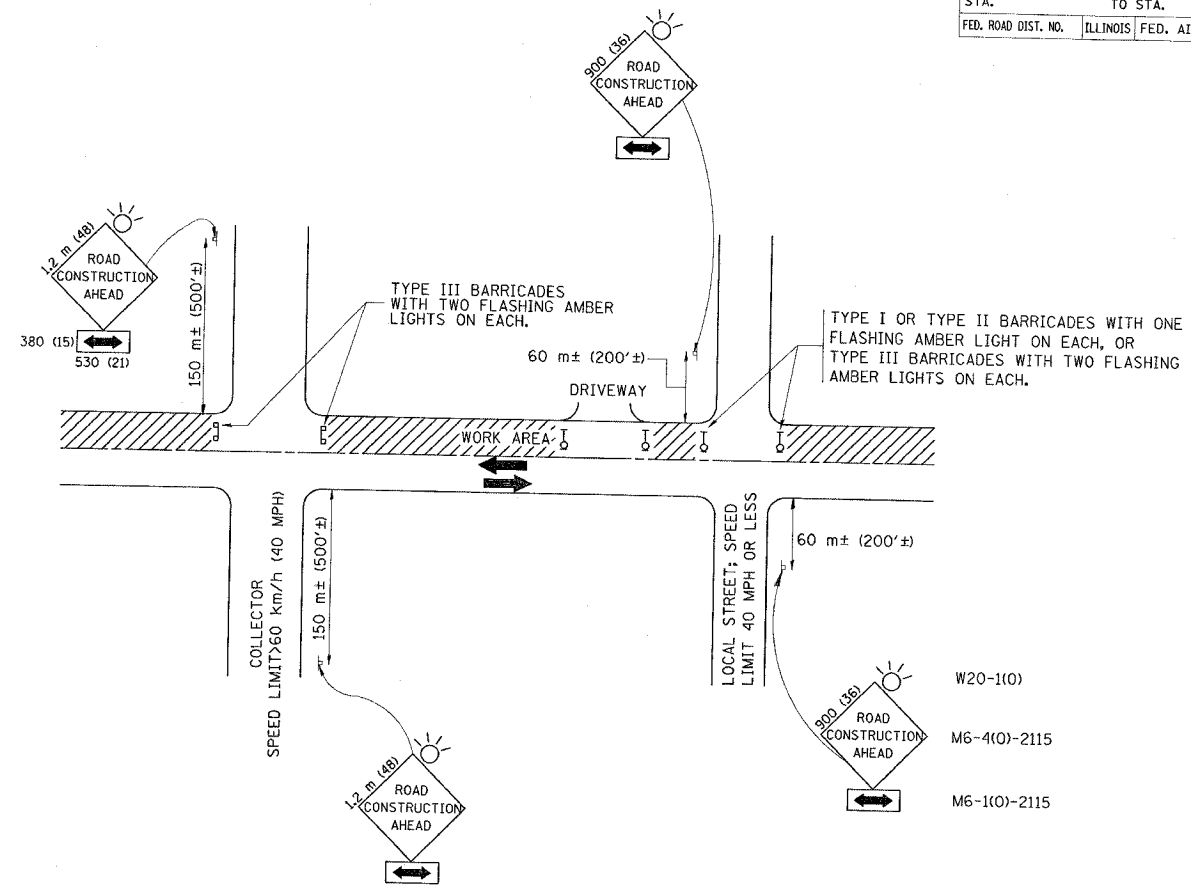 STA. TO STA.
FED. ROAD DIST. NO. ILLINOIS FED. AI
900 (36)
ROAD
CONSTRUCTION
AHEAD
1.2 m (48)
ROAD
CONSTRUCTION
AHEAD
380 (15)
530 (21)
150 m± (500'±)
TYPE III BARRICADES
WITH TWO FLASHING AMBER
LIGHTS ON EACH.
60 m± (200'±)
DRIVEWAY
TYPE I OR TYPE II BARRICADES WITH ONE
FLASHING AMBER LIGHT ON EACH, OR
TYPE III BARRICADES WITH TWO FLASHING
AMBER LIGHTS ON EACH.
WORK AREA
COLLECTOR
SPEED LIMIT>60 km/h (40 MPH)
150 m± (500'±)
LOCAL STREET; SPEED
LIMIT 40 MPH OR LESS
60 m± (200'±)
1.2 m (48)
ROAD
CONSTRUCTION
AHEAD
900 (36)
ROAD
CONSTRUCTION
AHEAD
W20-1(O)
M6-4(O)-2115
M6-1(O)-2115